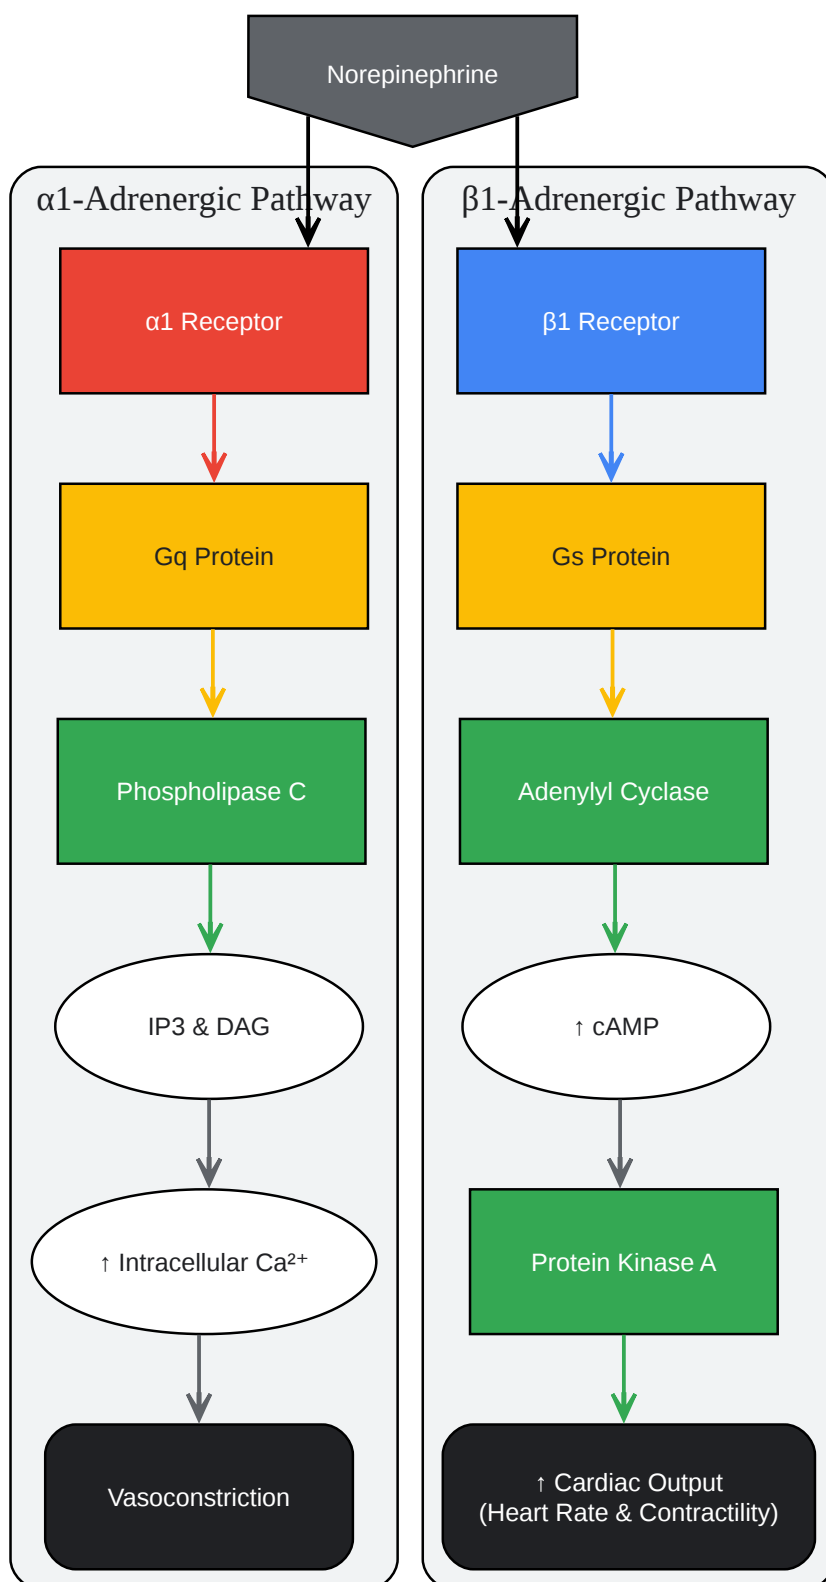 Norepinephrine
α1-Adrenergic Pathway
α1 Receptor
Gq Protein
Phospholipase C
IP3 & DAG
↑ Intracellular Ca²⁺
Vasoconstriction
β1-Adrenergic Pathway
β1 Receptor
Gs Protein
Adenylyl Cyclase
↑ cAMP
Protein Kinase A
↑ Cardiac Output
(Heart Rate & Contractility)